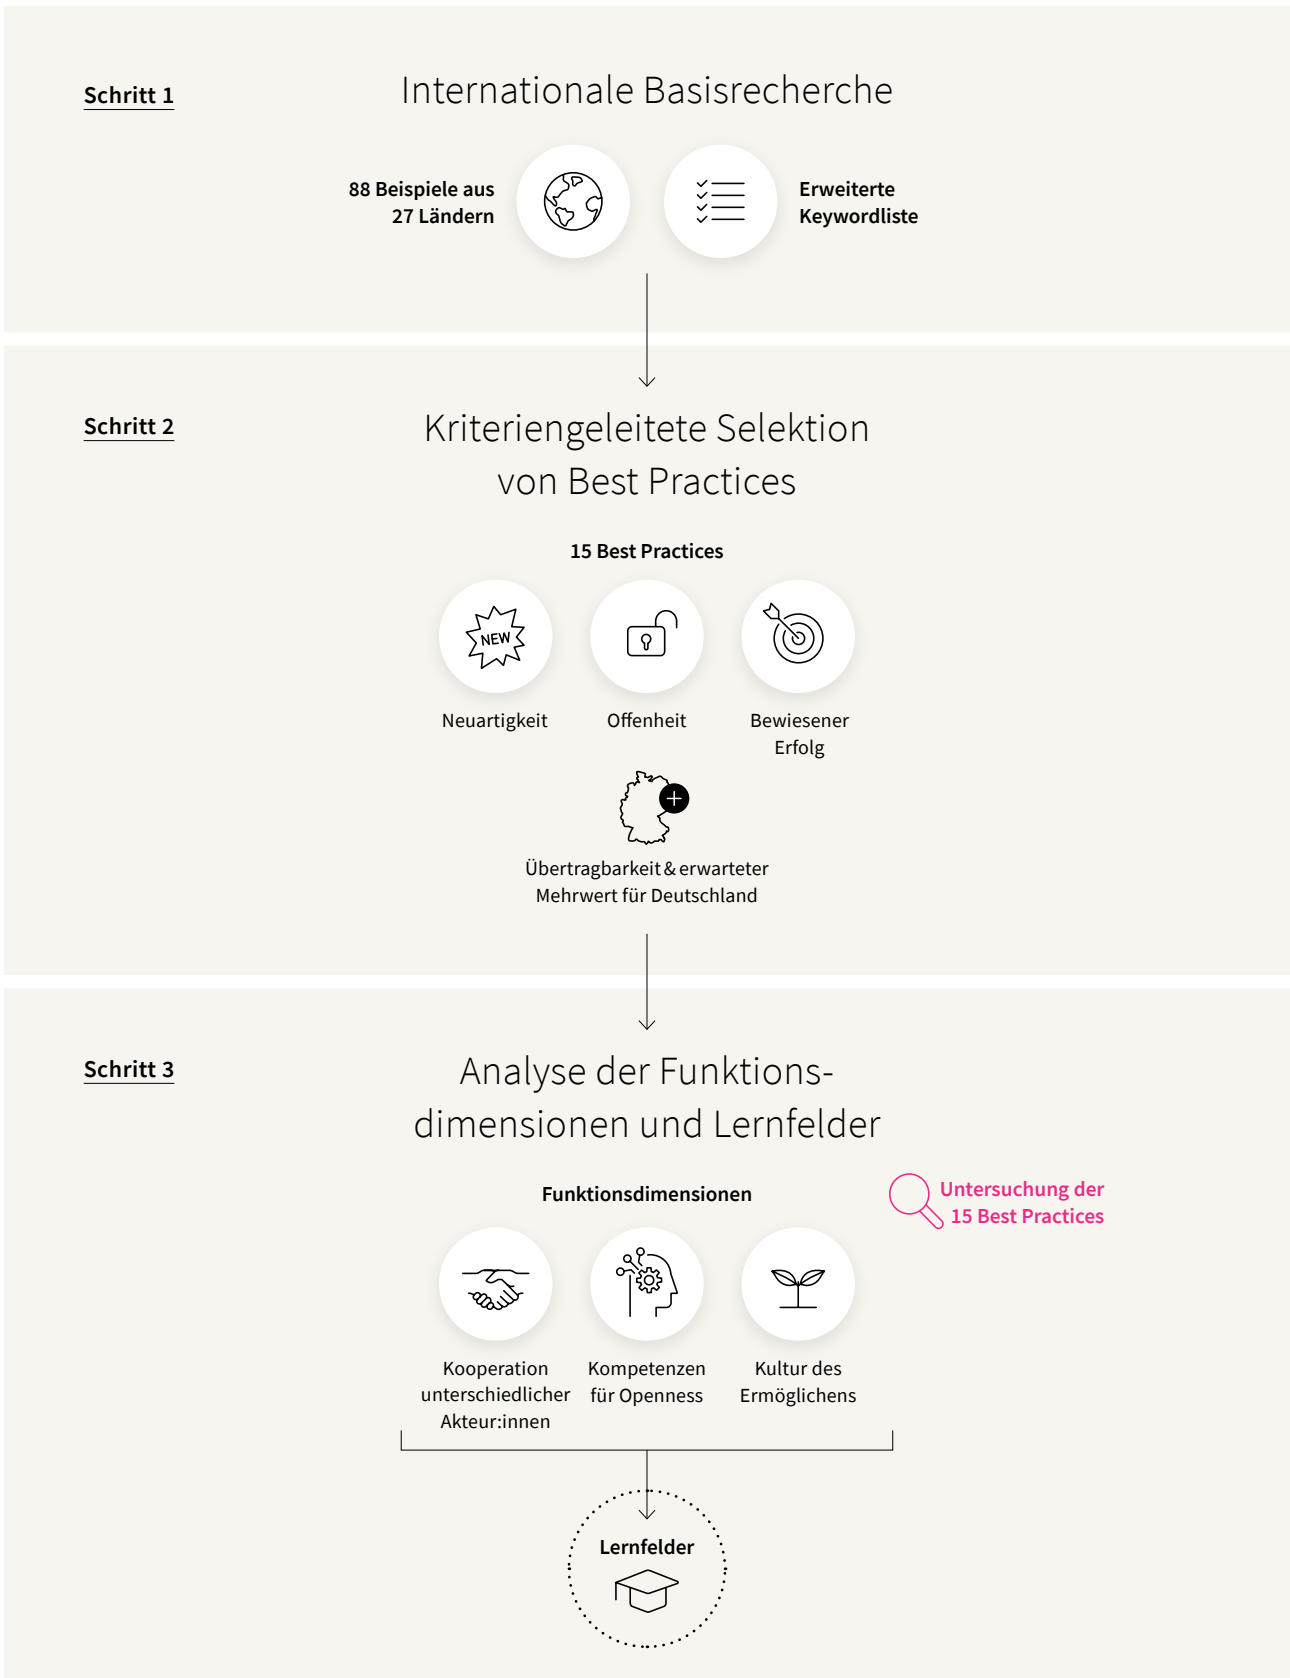 Schritt 1
Internationale Basisrecherche
88 Beispiele aus
27 Ländern
Erweiterte
Keywordliste
Schritt 2
Kriteriengeleitete Selektion
von Best Practices
15 Best Practices
NEW
Neuartigkeit
Offenheit
Bewiesener
Erfolg
Übertragbarkeit & erwarteter
Mehrwert für Deutschland
Schritt 3
Analyse der Funktions-
dimensionen und Lernfelder
Funktionsdimensionen
Untersuchung der
15 Best Practices
Kooperation
unterschiedlicher
Akteur:innen
Kompetenzen
für Openness
Kultur des
Ermöglichens
Lernfelder